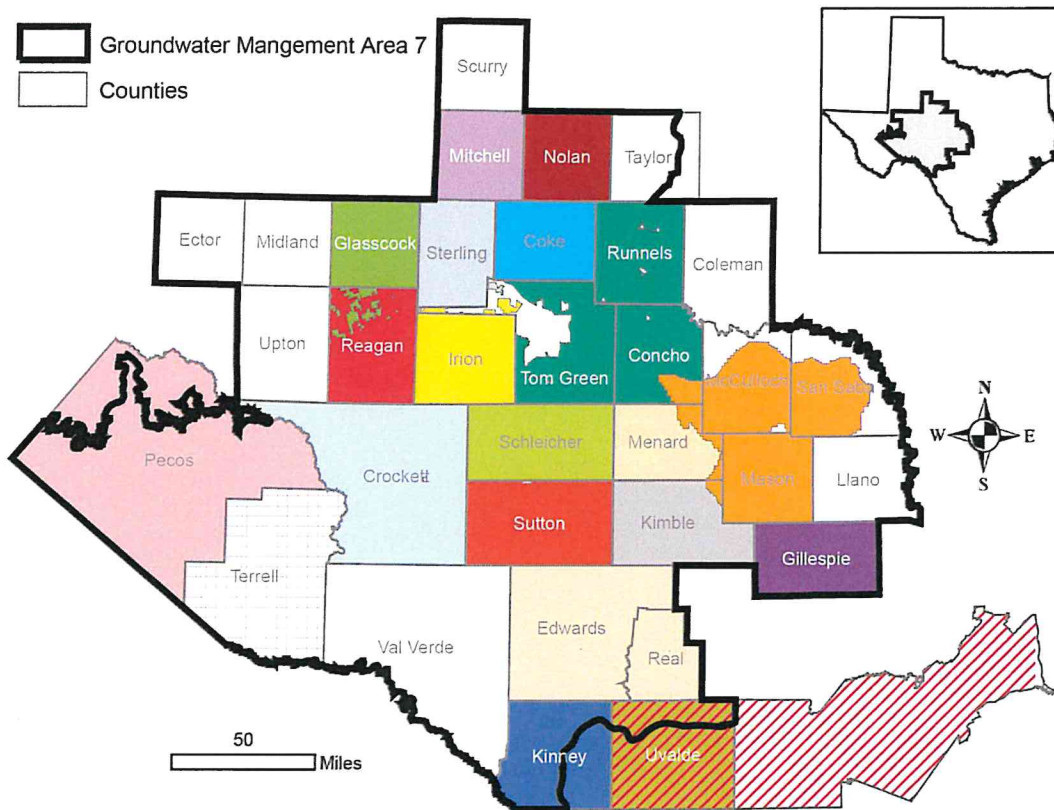 Groundwater Mangement Area 7
Counties
Scurry
Mitchell
Nolan
Taylor
Ector
Midland
Glasscock
Sterling
Coke
Runnels
Coleman
Upton
Reagan
Irion
Tom Green
Concho
McCulloch
San Saba
Pecos
Crockett
Schleicher
Menard
Mason
Llano
Sutton
Kimble
Gillespie
Terrell
Val Verde
Edwards
Real
Kinney
Uvalde
N
W
E
S
50
Miles